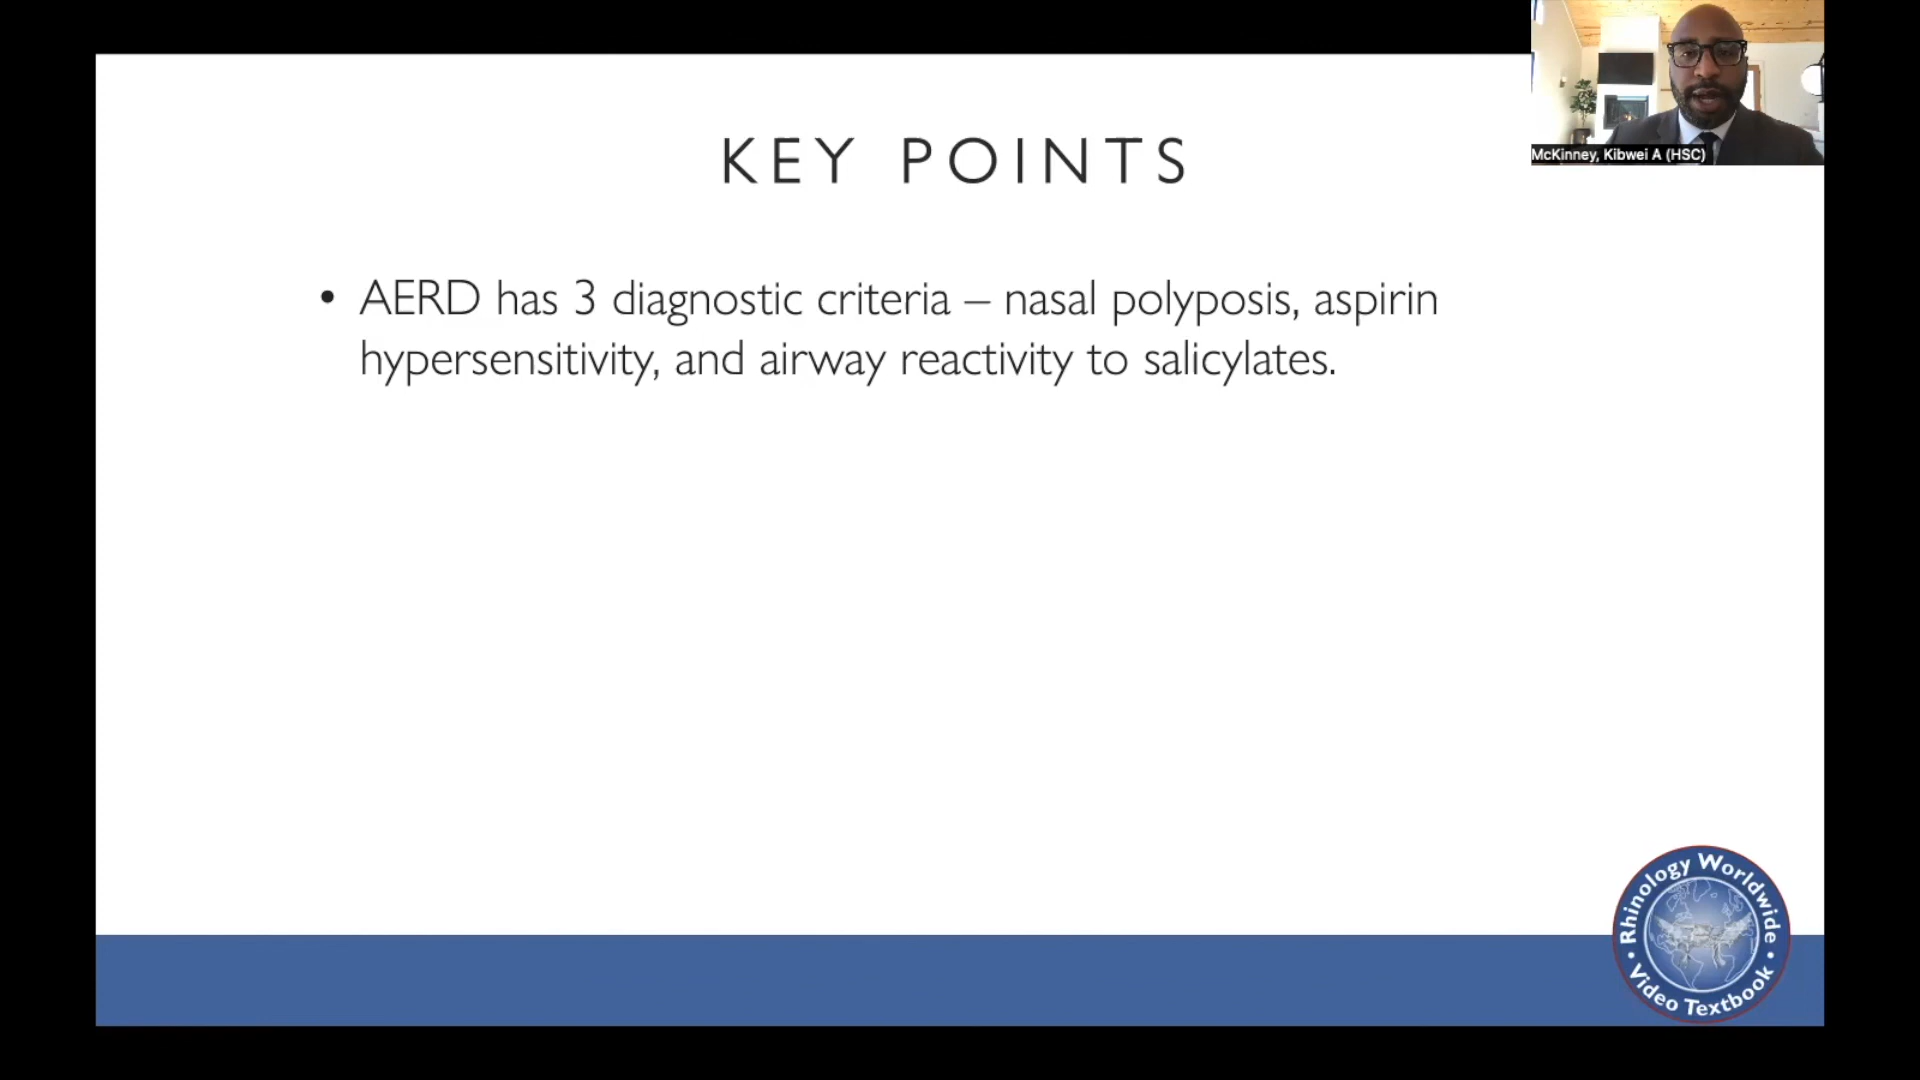 McKinney, Kibwei A (HSC)
KEY POINTS
• AERD has 3 diagnostic criteria – nasal polyposis, aspirin
hypersensitivity, and airway reactivity to salicylates.
Rhinology Worldwide
• Video Textbook •